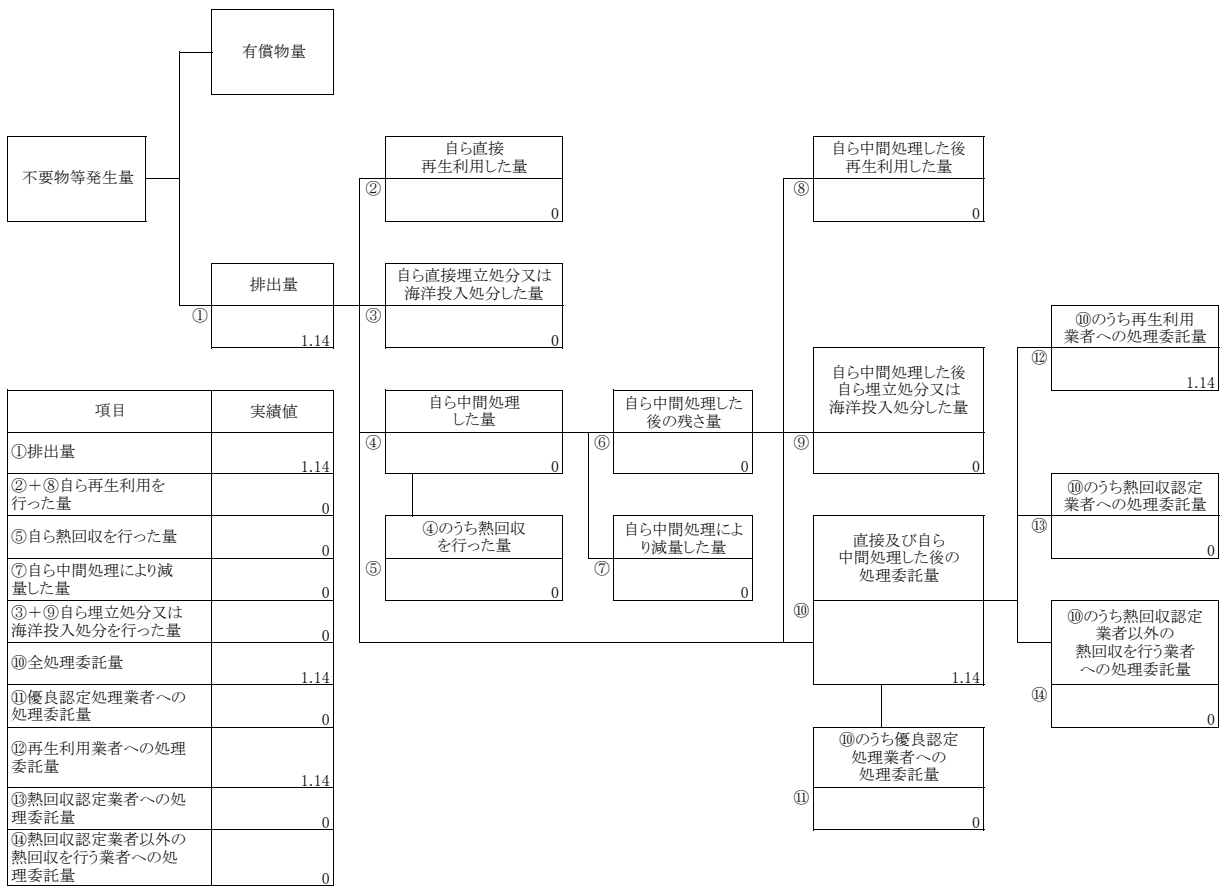 有償物量
不要物等発生量
自ら直接
再生利用した量
②
0
自ら中間処理した後
再生利用した量
⑧
0
排出量
①
1.14
自ら直接埋立処分又は
海洋投入処分した量
③
0
⑩のうち再生利用
業者への処理委託量
⑫
1.14
自ら中間処理
した量
④
0
自ら中間処理した
後の残さ量
⑥
0
自ら中間処理した後
自ら埋立処分又は
海洋投入処分した量
⑨
0
⑩のうち熱回収認定
業者への処理委託量
⑬
0
④のうち熱回収
を行った量
⑤
0
自ら中間処理によ
り減量した量
⑦
0
直接及び自ら
中間処理した後の
処理委託量
⑩
1.14
⑩のうち熱回収認定
業者以外の
熱回収を行う業者
への処理委託量
⑭
0
⑩のうち優良認定
処理業者への
処理委託量
⑪
0
項目 実績値
①排出量
1.14
②+⑧自ら再生利用を
行った量
0
⑤自ら熱回収を行った量
0
⑦自ら中間処理により減
量した量
0
③+⑨自ら埋立処分又は
海洋投入処分を行った量
0
⑩全処理委託量
1.14
⑪優良認定処理業者への
処理委託量
0
⑫再生利用業者への処理
委託量
1.14
⑬熱回収認定業者への処
理委託量
0
⑭熱回収認定業者以外の
熱回収を行う業者への処
理委託量
0